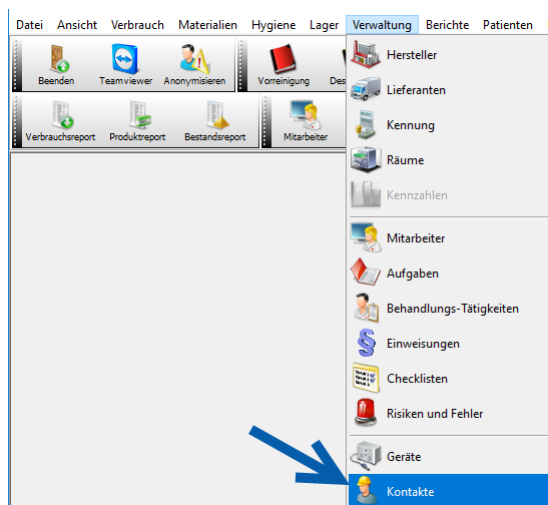 Datei Ansicht Verbrauch Materialien Hygiene Lager Verwaltung Berichte Patienten
Beenden Teamviewer Anonymisieren Vorreinigung
Verbrauchsreport Produktreport Bestandsreport Mitarbeiter
Hersteller
Lieferanten
Kennung
Räume
Kennzahlen
Mitarbeiter
Aufgaben
Behandlungs-Tätigkeiten
Einweisungen
Checklisten
Risiken und Fehler
Geräte
Kontakte